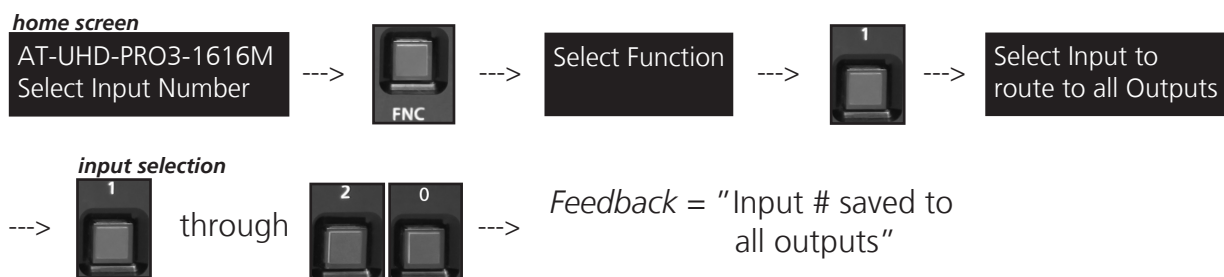 home screen
AT-UHD-PRO3-1616M
Select Input Number
--->
FNC
--->
Select Function
--->
1
--->
Select Input to
route to all Outputs
input selection
--->
1
through
2 0
--->
Feedback = "Input # saved to
all outputs"